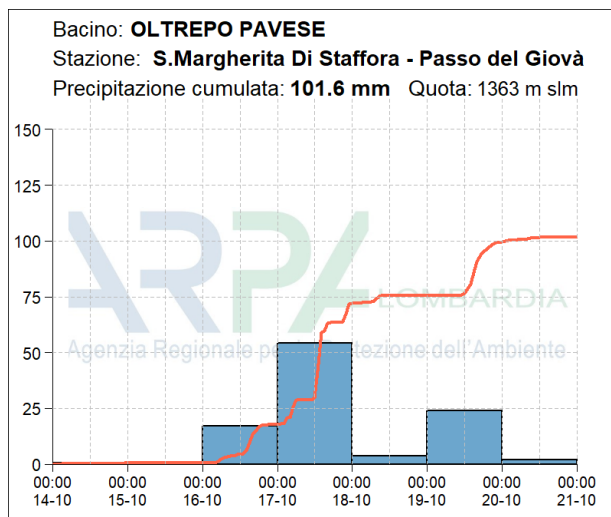 Bacino: OLTREPO PAVESE
Stazione: S.Margherita Di Staffora - Passo del Giovà
Precipitazione cumulata: 101.6 mm Quota: 1363 m slm
150
125
100
75
50
25
0
ARPA
LOMBARDIA
Agenzia Regionale per la Protezione dell'Ambiente
00:00 00:00 00:00 00:00 00:00 00:00 00:00 00:00
14-10 15-10 16-10 17-10 18-10 19-10 20-10 21-10